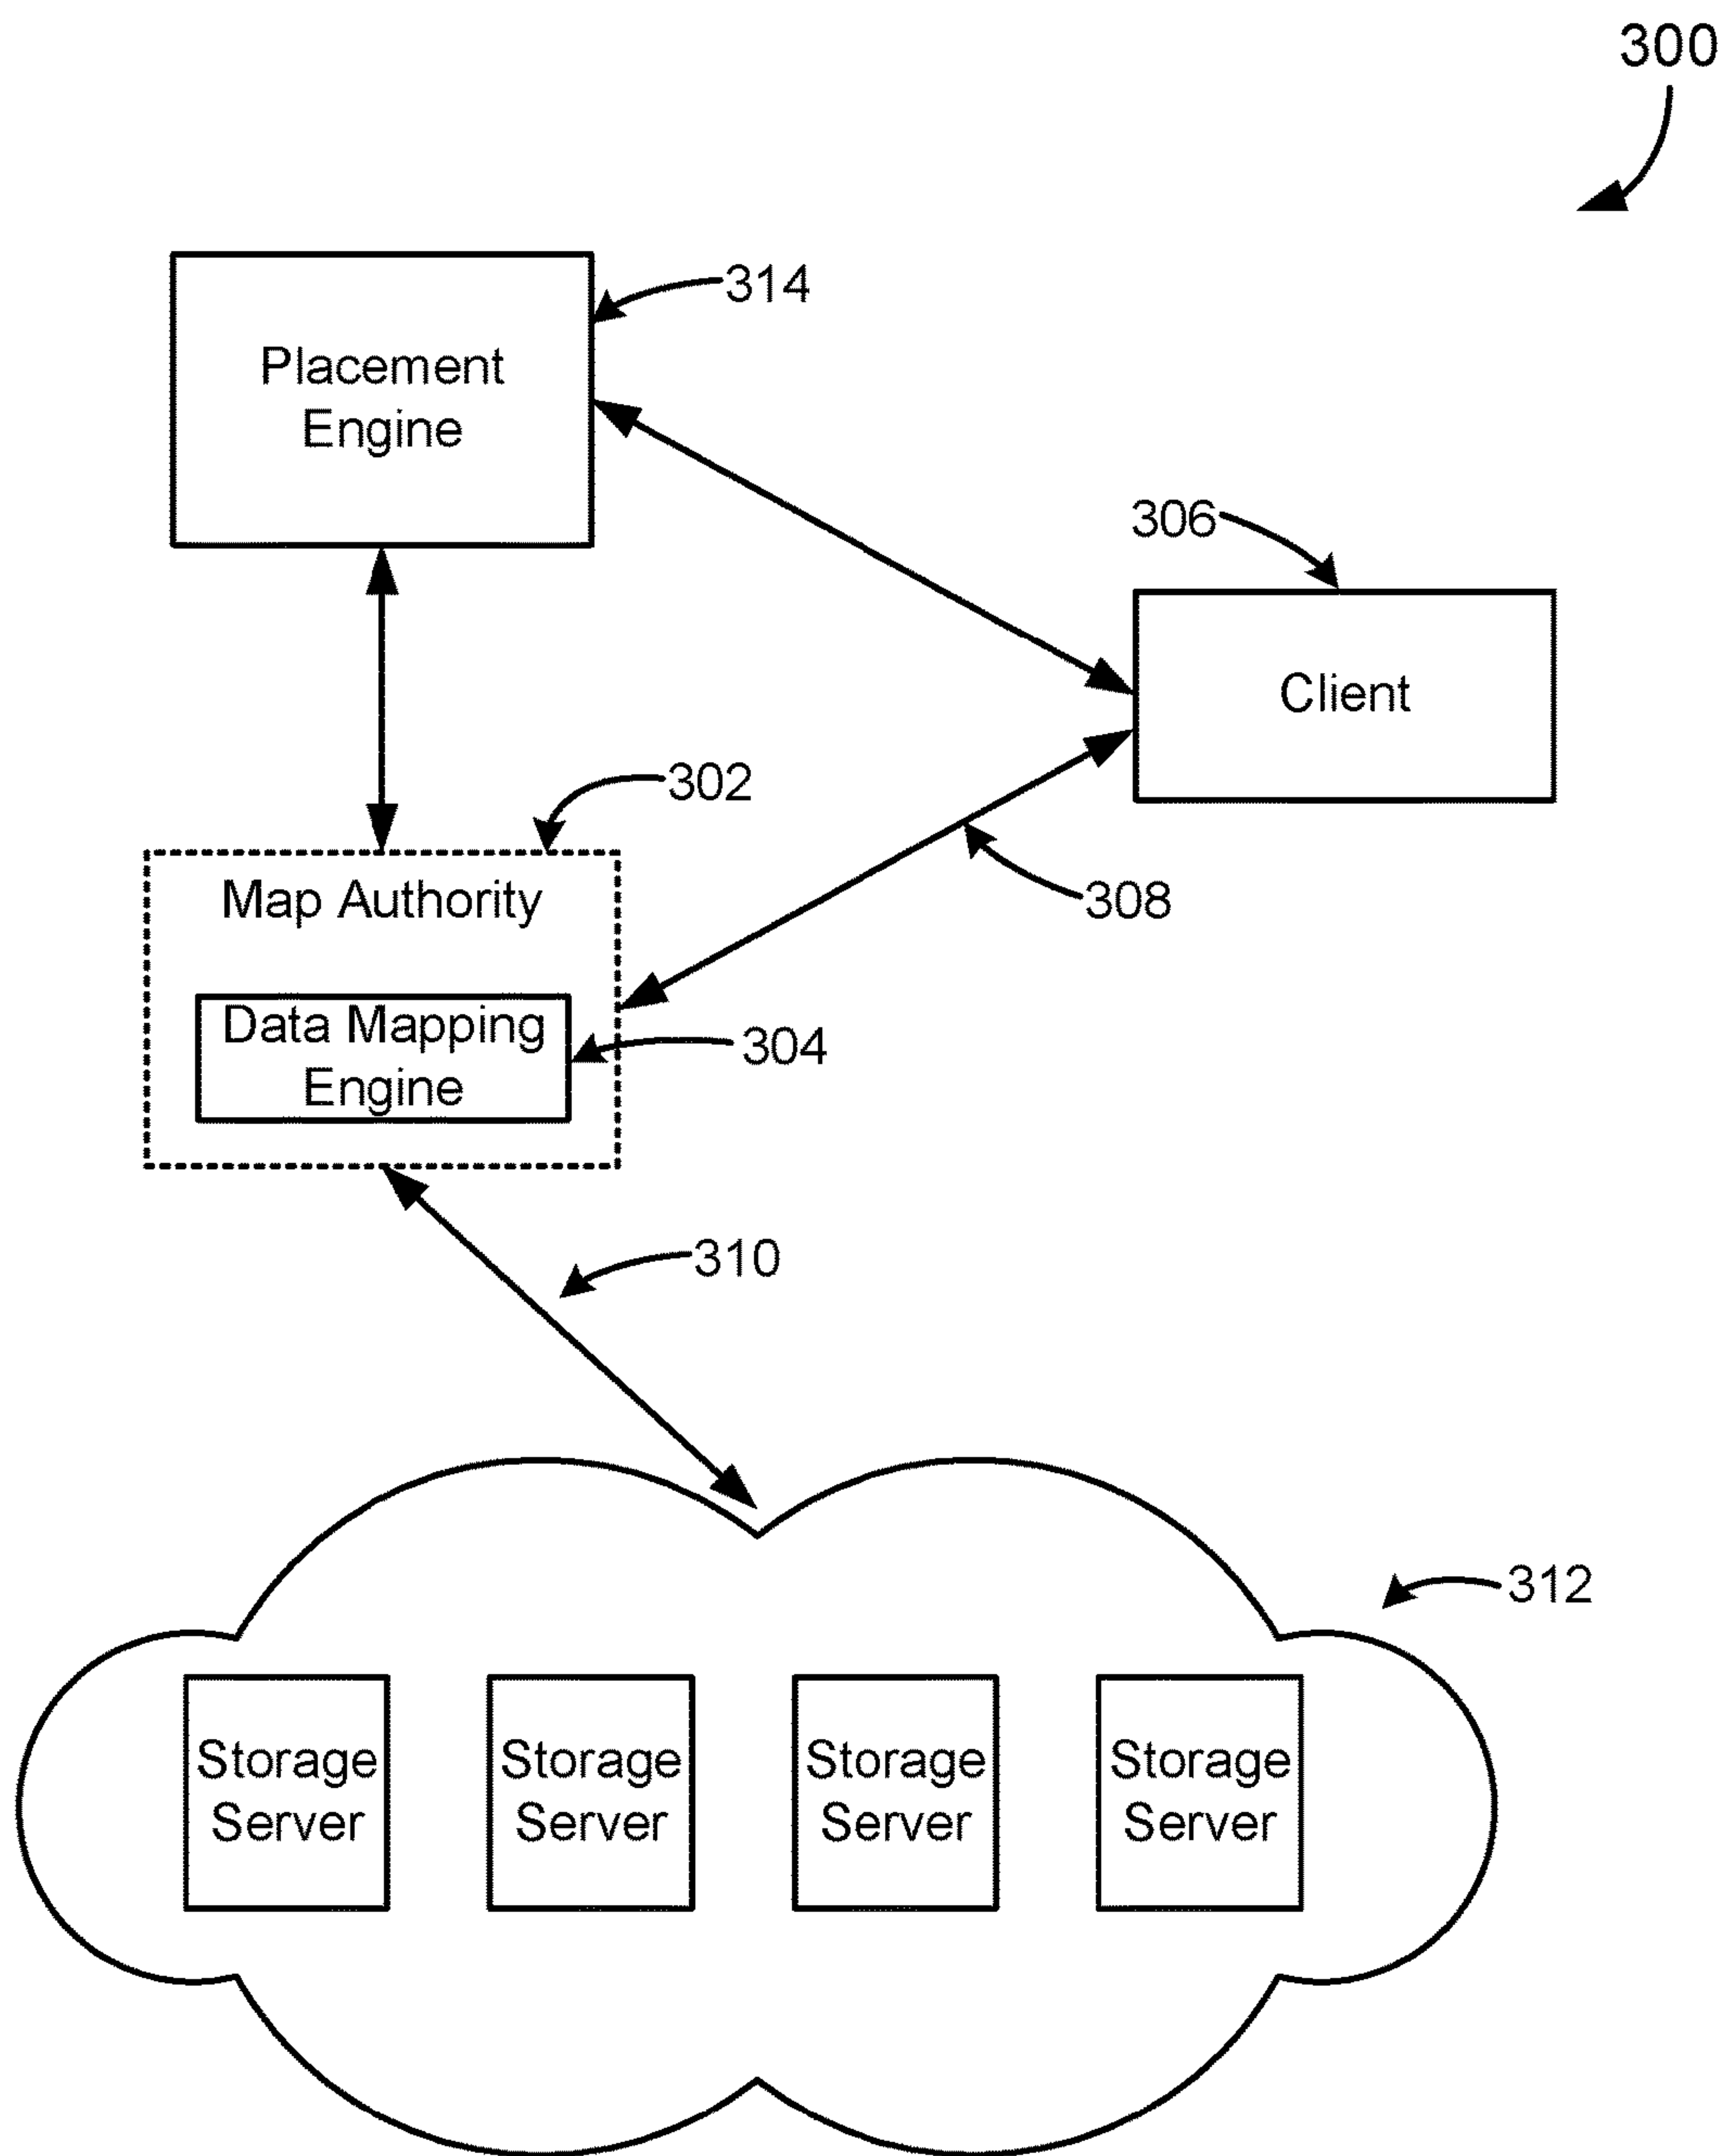 300
314
Placement
Engine
306
Client
302
Map Authority
308
Data Mapping
Engine
304
310
312
Storage
Server
Storage
Server
Storage
Server
Storage
Server